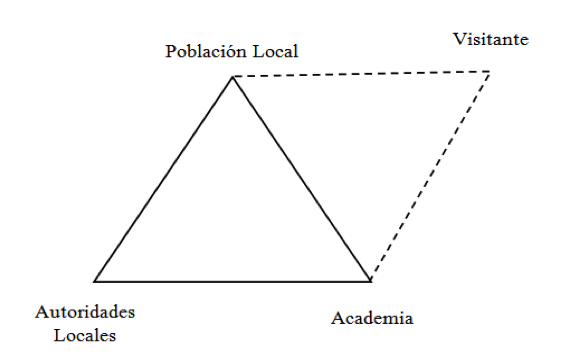 Visitante
Población Local
Autoridades
Locales
Academia